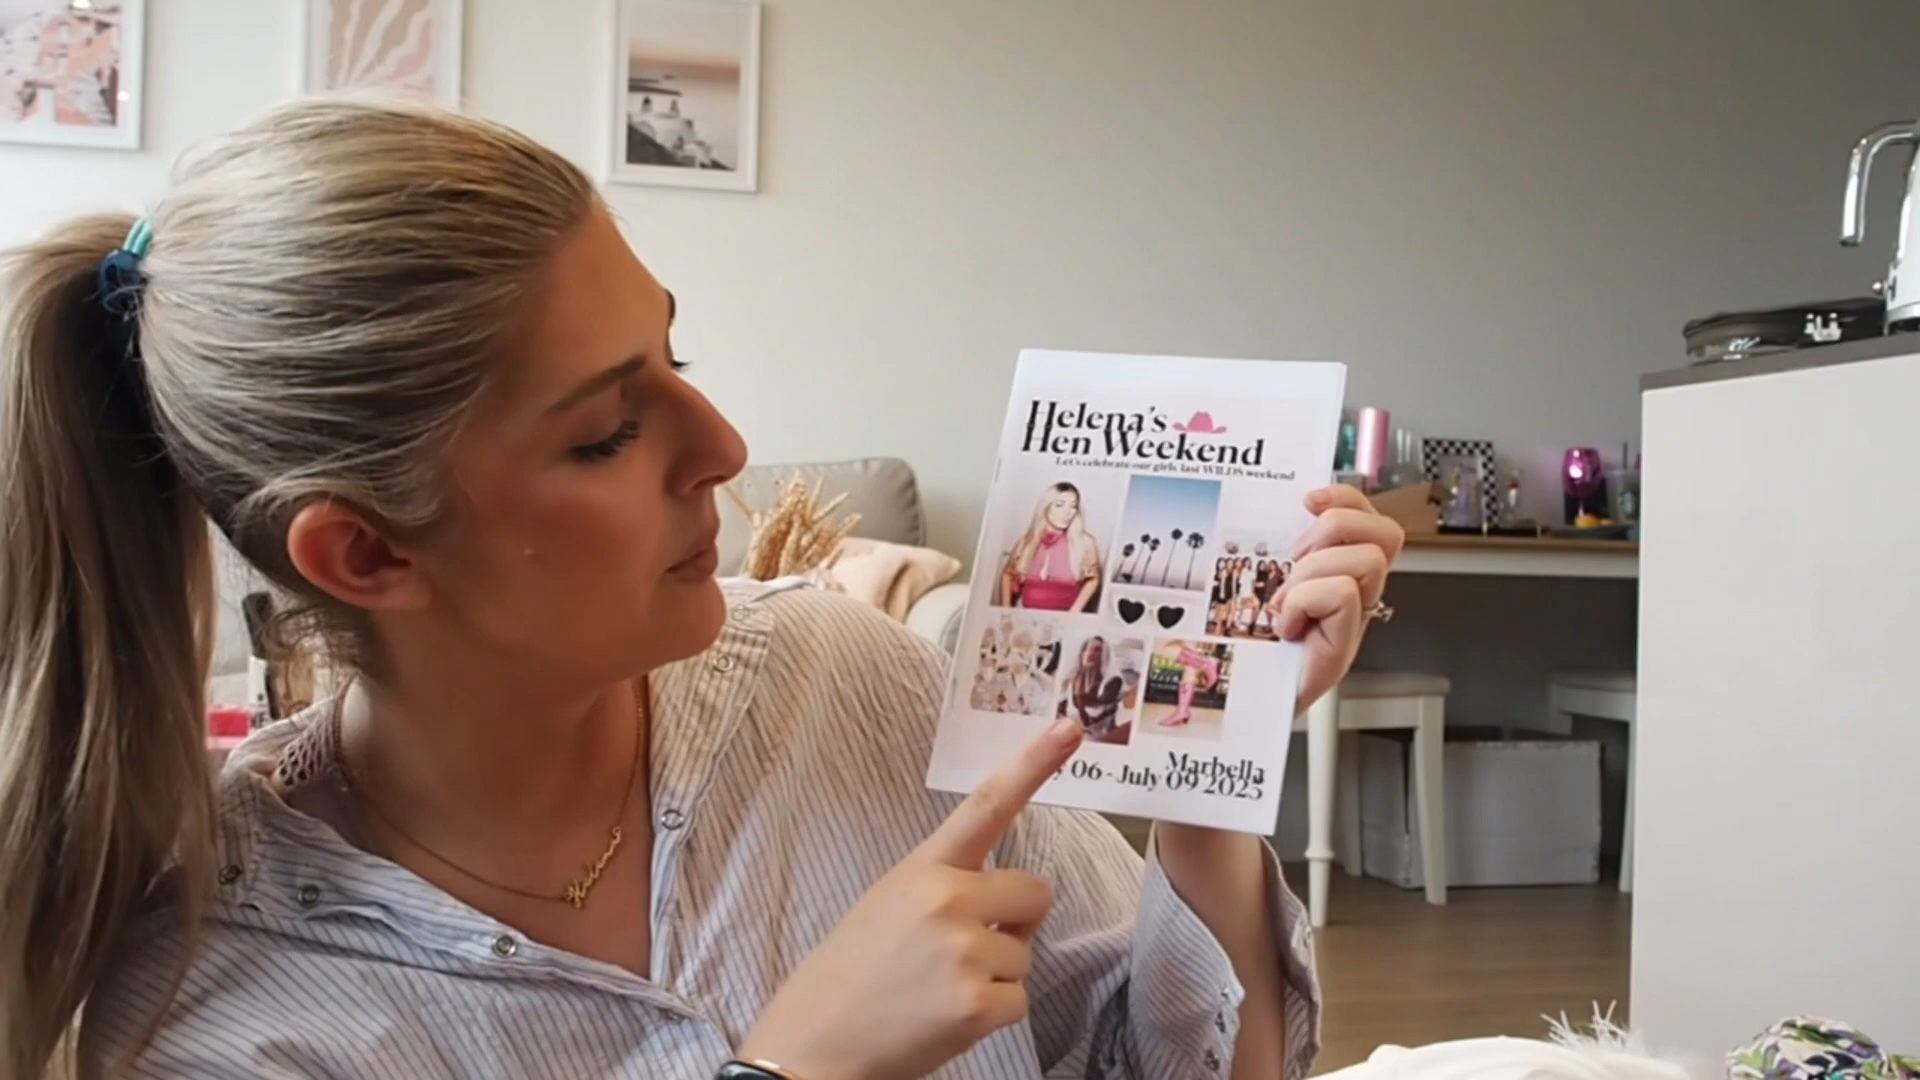 Helena's
Hen Weekend
Let's celebrate our girls last WILDS weekend
Marbella
06 - July 09 2025